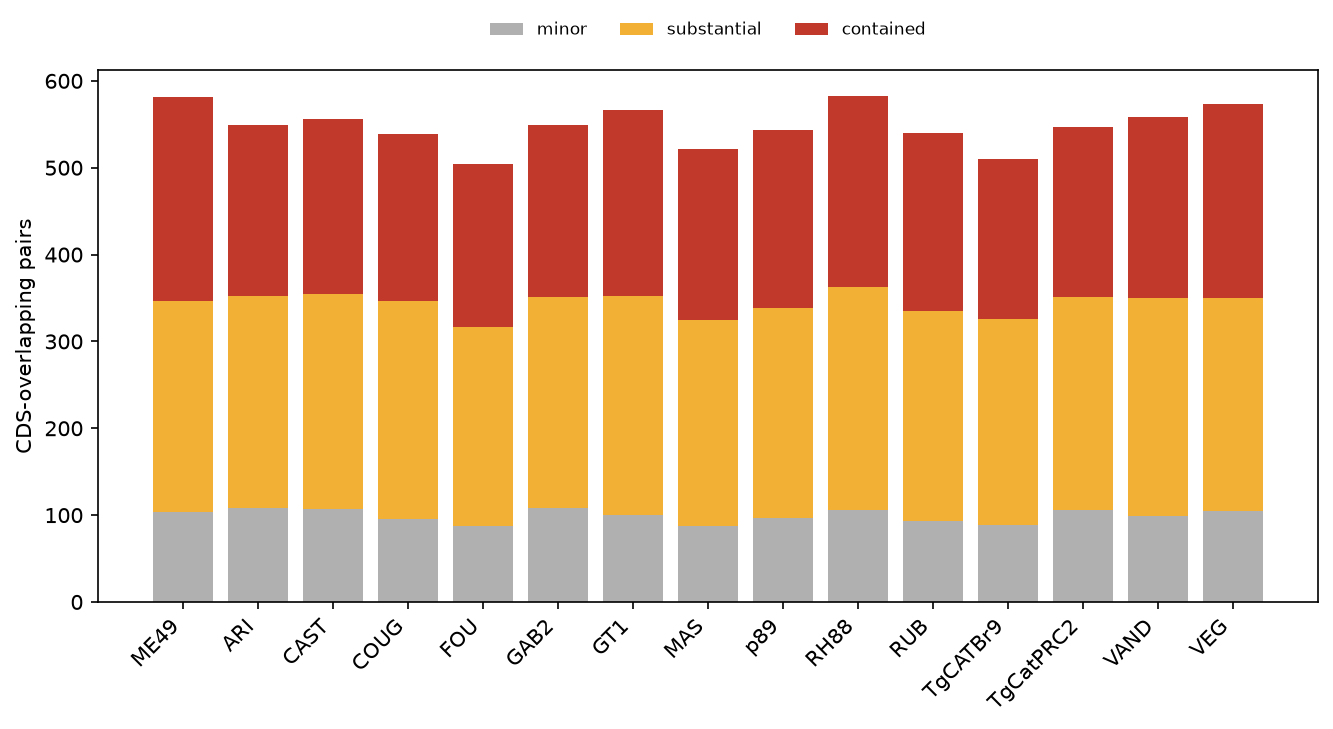 minor substantial contained
CDS-overlapping pairs
600
500
400
300
200
100
0
ME49 ARI CAST COUG FOU GAB2 GT1 MAS p89 RH88 RUB TgCATBr9 TgCatPRC2 VAND VEG